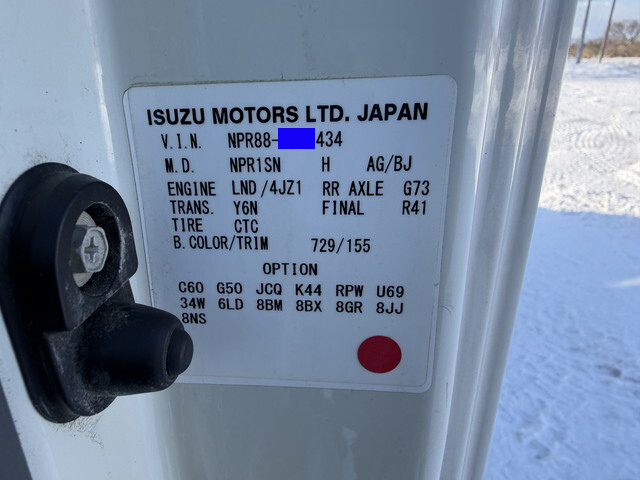 ISUZU MOTORS LTD. JAPAN
V.I.N. NPR88- 434
M.D. NPR1SN H AG/BJ
ENGINE LND/4JZ1 RR AXLE G73
TRANS. Y6N FINAL R41
TIRE CTC
B.COLOR/TRIM 729/155
OPTION
C60 G50 JCQ K44 RPW U69
34W 6LD 8BM 8BX 8GR 8JJ
8NS